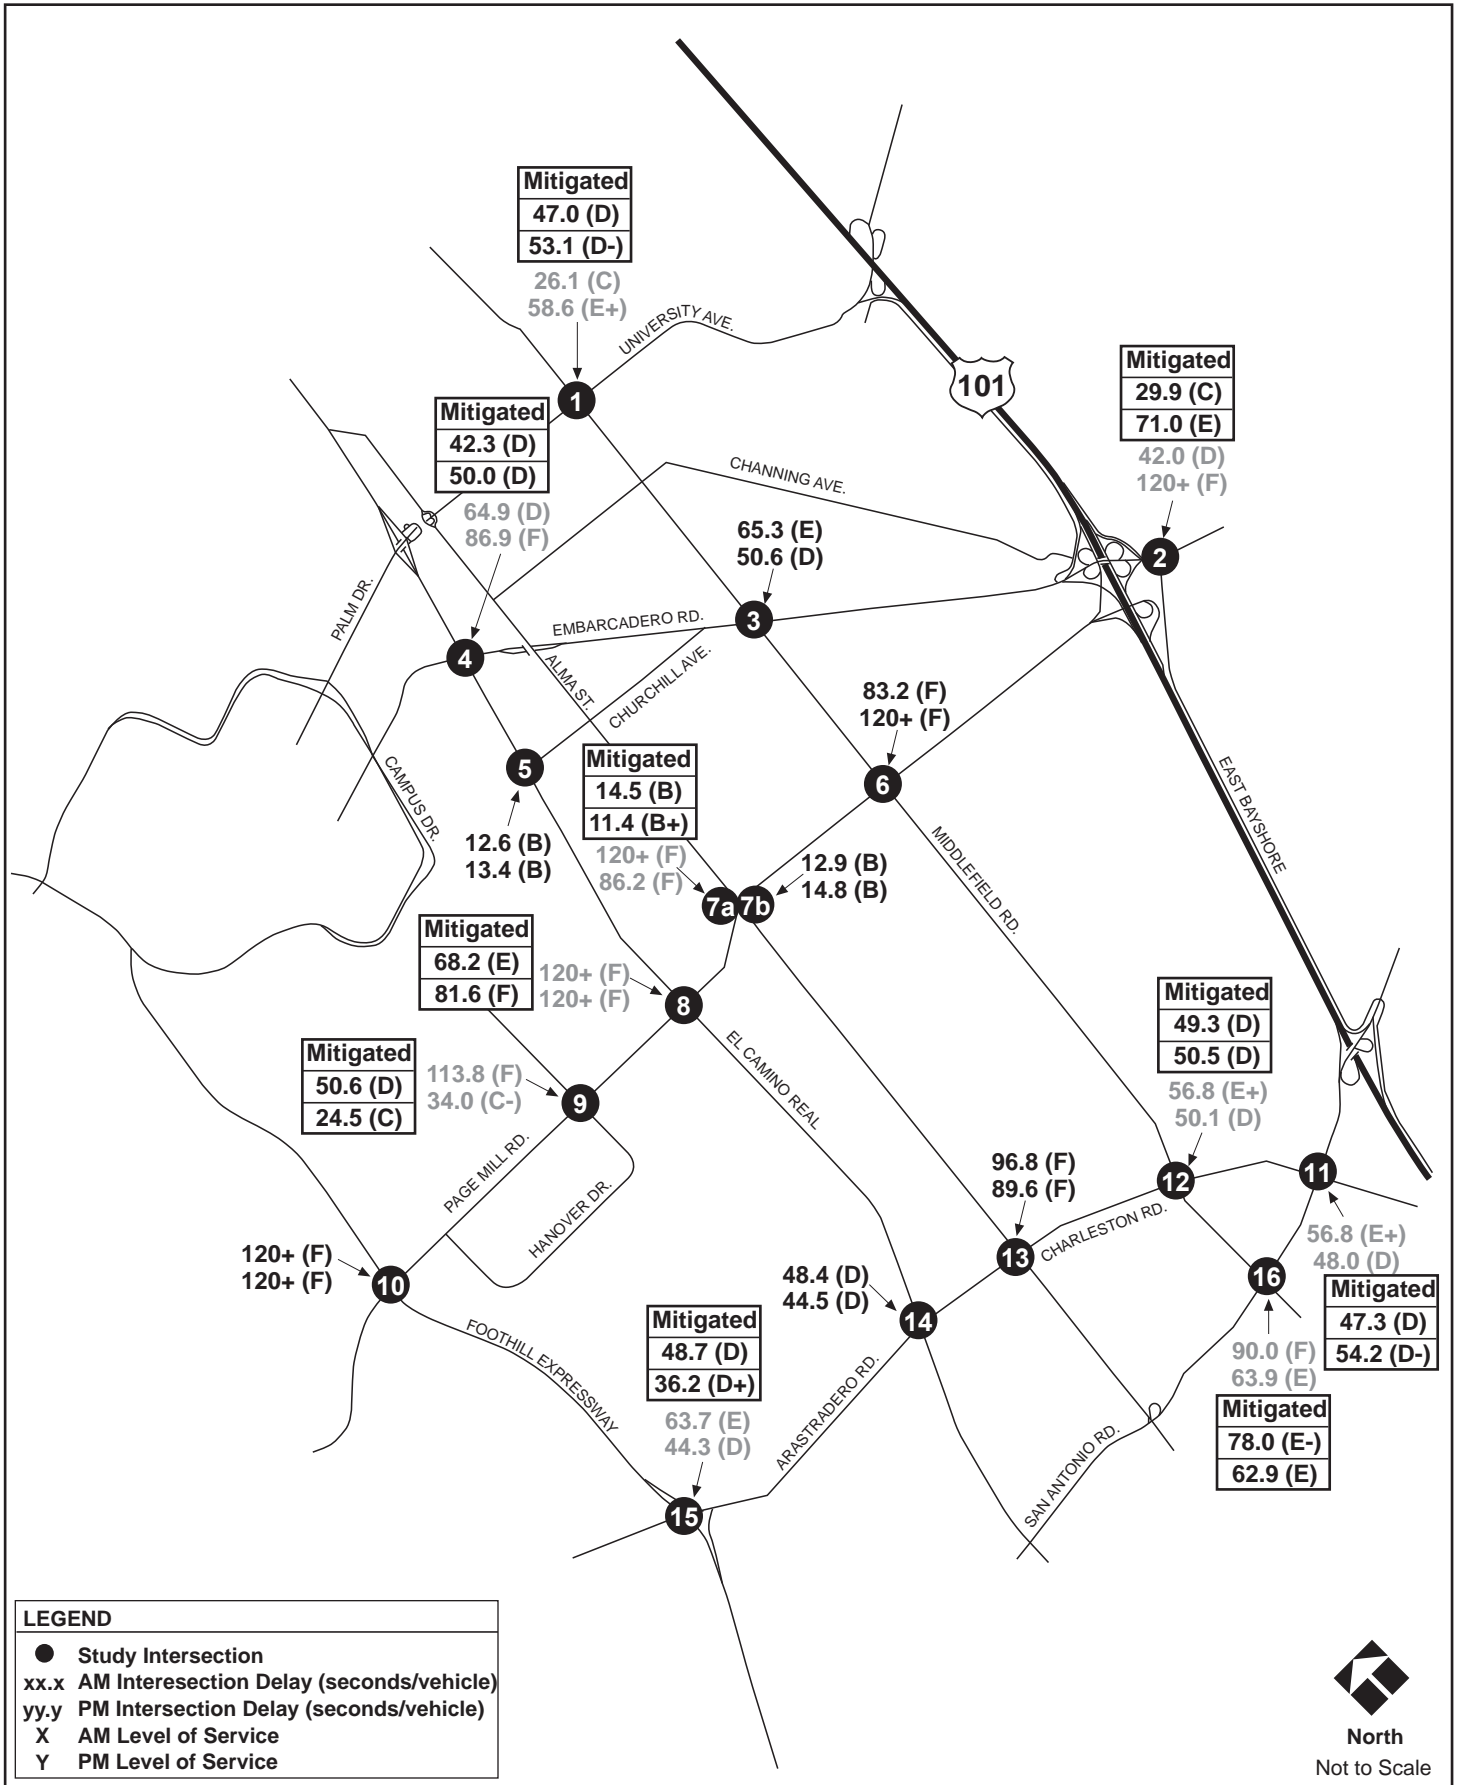 Mitigated
47.0 (D)
53.1 (D-)
26.1 (C)
58.6 (E+)
UNIVERSITY AVE.
1
101
Mitigated
29.9 (C)
71.0 (E)
42.0 (D)
120+ (F)
2
Mitigated
42.3 (D)
50.0 (D)
64.9 (D)
86.9 (F)
CHANNING AVE.
65.3 (E)
50.6 (D)
3
PALM DR.
EMBARCADERO RD.
4
ALMA ST.
CHURCHILL AVE.
83.2 (F)
120+ (F)
6
5
CAMPUS DR.
12.6 (B)
13.4 (B)
Mitigated
14.5 (B)
11.4 (B+)
120+ (F)
86.2 (F)
7a
7b
12.9 (B)
14.8 (B)
MIDDLEFIELD RD.
EAST BAYSHORE
Mitigated
68.2 (E)
81.6 (F)
120+ (F)
120+ (F)
8
EL CAMINO REAL
Mitigated
50.6 (D)
24.5 (C)
113.8 (F)
34.0 (C-)
9
Mitigated
49.3 (D)
50.5 (D)
56.8 (E+)
50.1 (D)
12
11
56.8 (E+)
48.0 (D)
Mitigated
47.3 (D)
54.2 (D-)
PAGE MILL RD.
HANOVER DR.
96.8 (F)
89.6 (F)
13
CHARLESTON RD.
120+ (F)
120+ (F)
10
48.4 (D)
44.5 (D)
14
16
90.0 (F)
63.9 (E)
Mitigated
78.0 (E-)
62.9 (E)
FOOTHILL EXPRESSWAY
Mitigated
48.7 (D)
36.2 (D+)
63.7 (E)
44.3 (D)
15
ARASTRADERO RD.
SAN ANTONIO RD.
LEGEND
Study Intersection
xx.x AM Interesection Delay (seconds/vehicle)
yy.y PM Intersection Delay (seconds/vehicle)
X AM Level of Service
Y PM Level of Service
North
Not to Scale